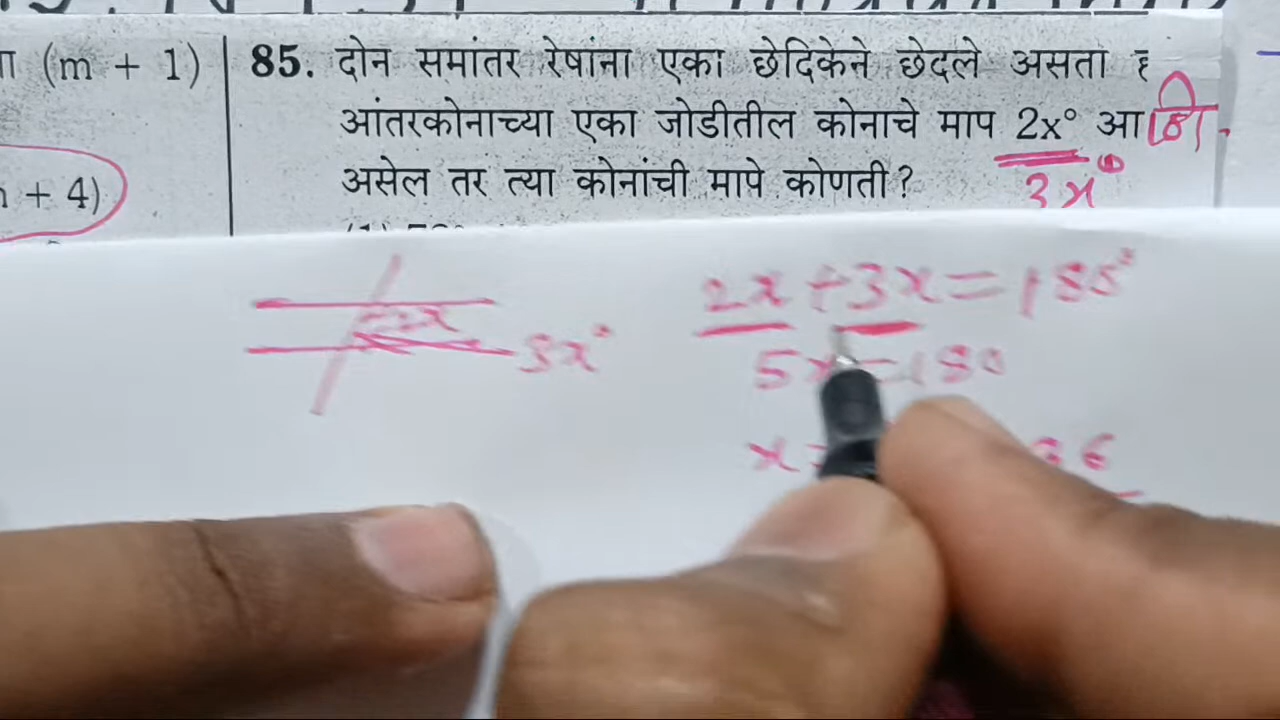 (m + 1)
85. दोन समांतर रेषांना एका छेदिकेने छेदले असता
आंतरकोनाच्या एका जोडीतील कोनाचे माप 2x° आणि
+ 4)
असेल तर त्या कोनांची मापे कोणती?
3x°
2x + 3x = 180°
2x
3x°
5x = 180
x = 36